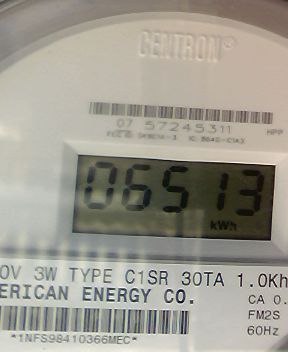 CENTRON®
07 57245311
HPP
06513
kWh
0V 3W TYPE C1SR 30TA 1.0Kh
ERICAN ENERGY CO.
CA 0.
FM2S
*1NFS98410366MEC*
60Hz